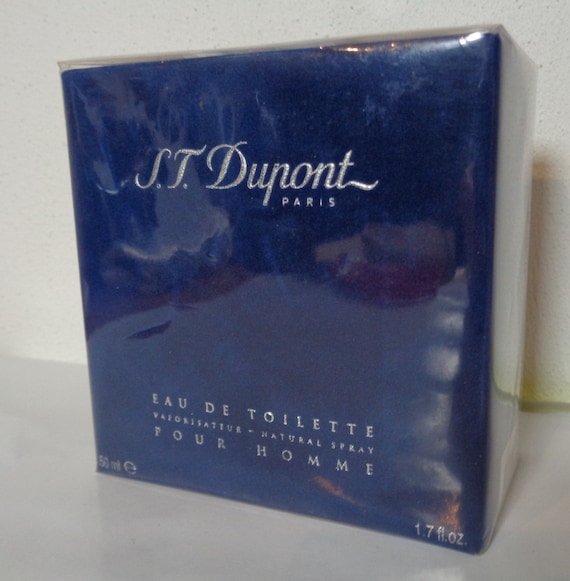 S.T. Dupont
PARIS
EAU DE TOILETTE
VAPORISATEUR - NATURAL SPRAY
POUR HOMME
50 ml ℮
1.7 fl.oz.